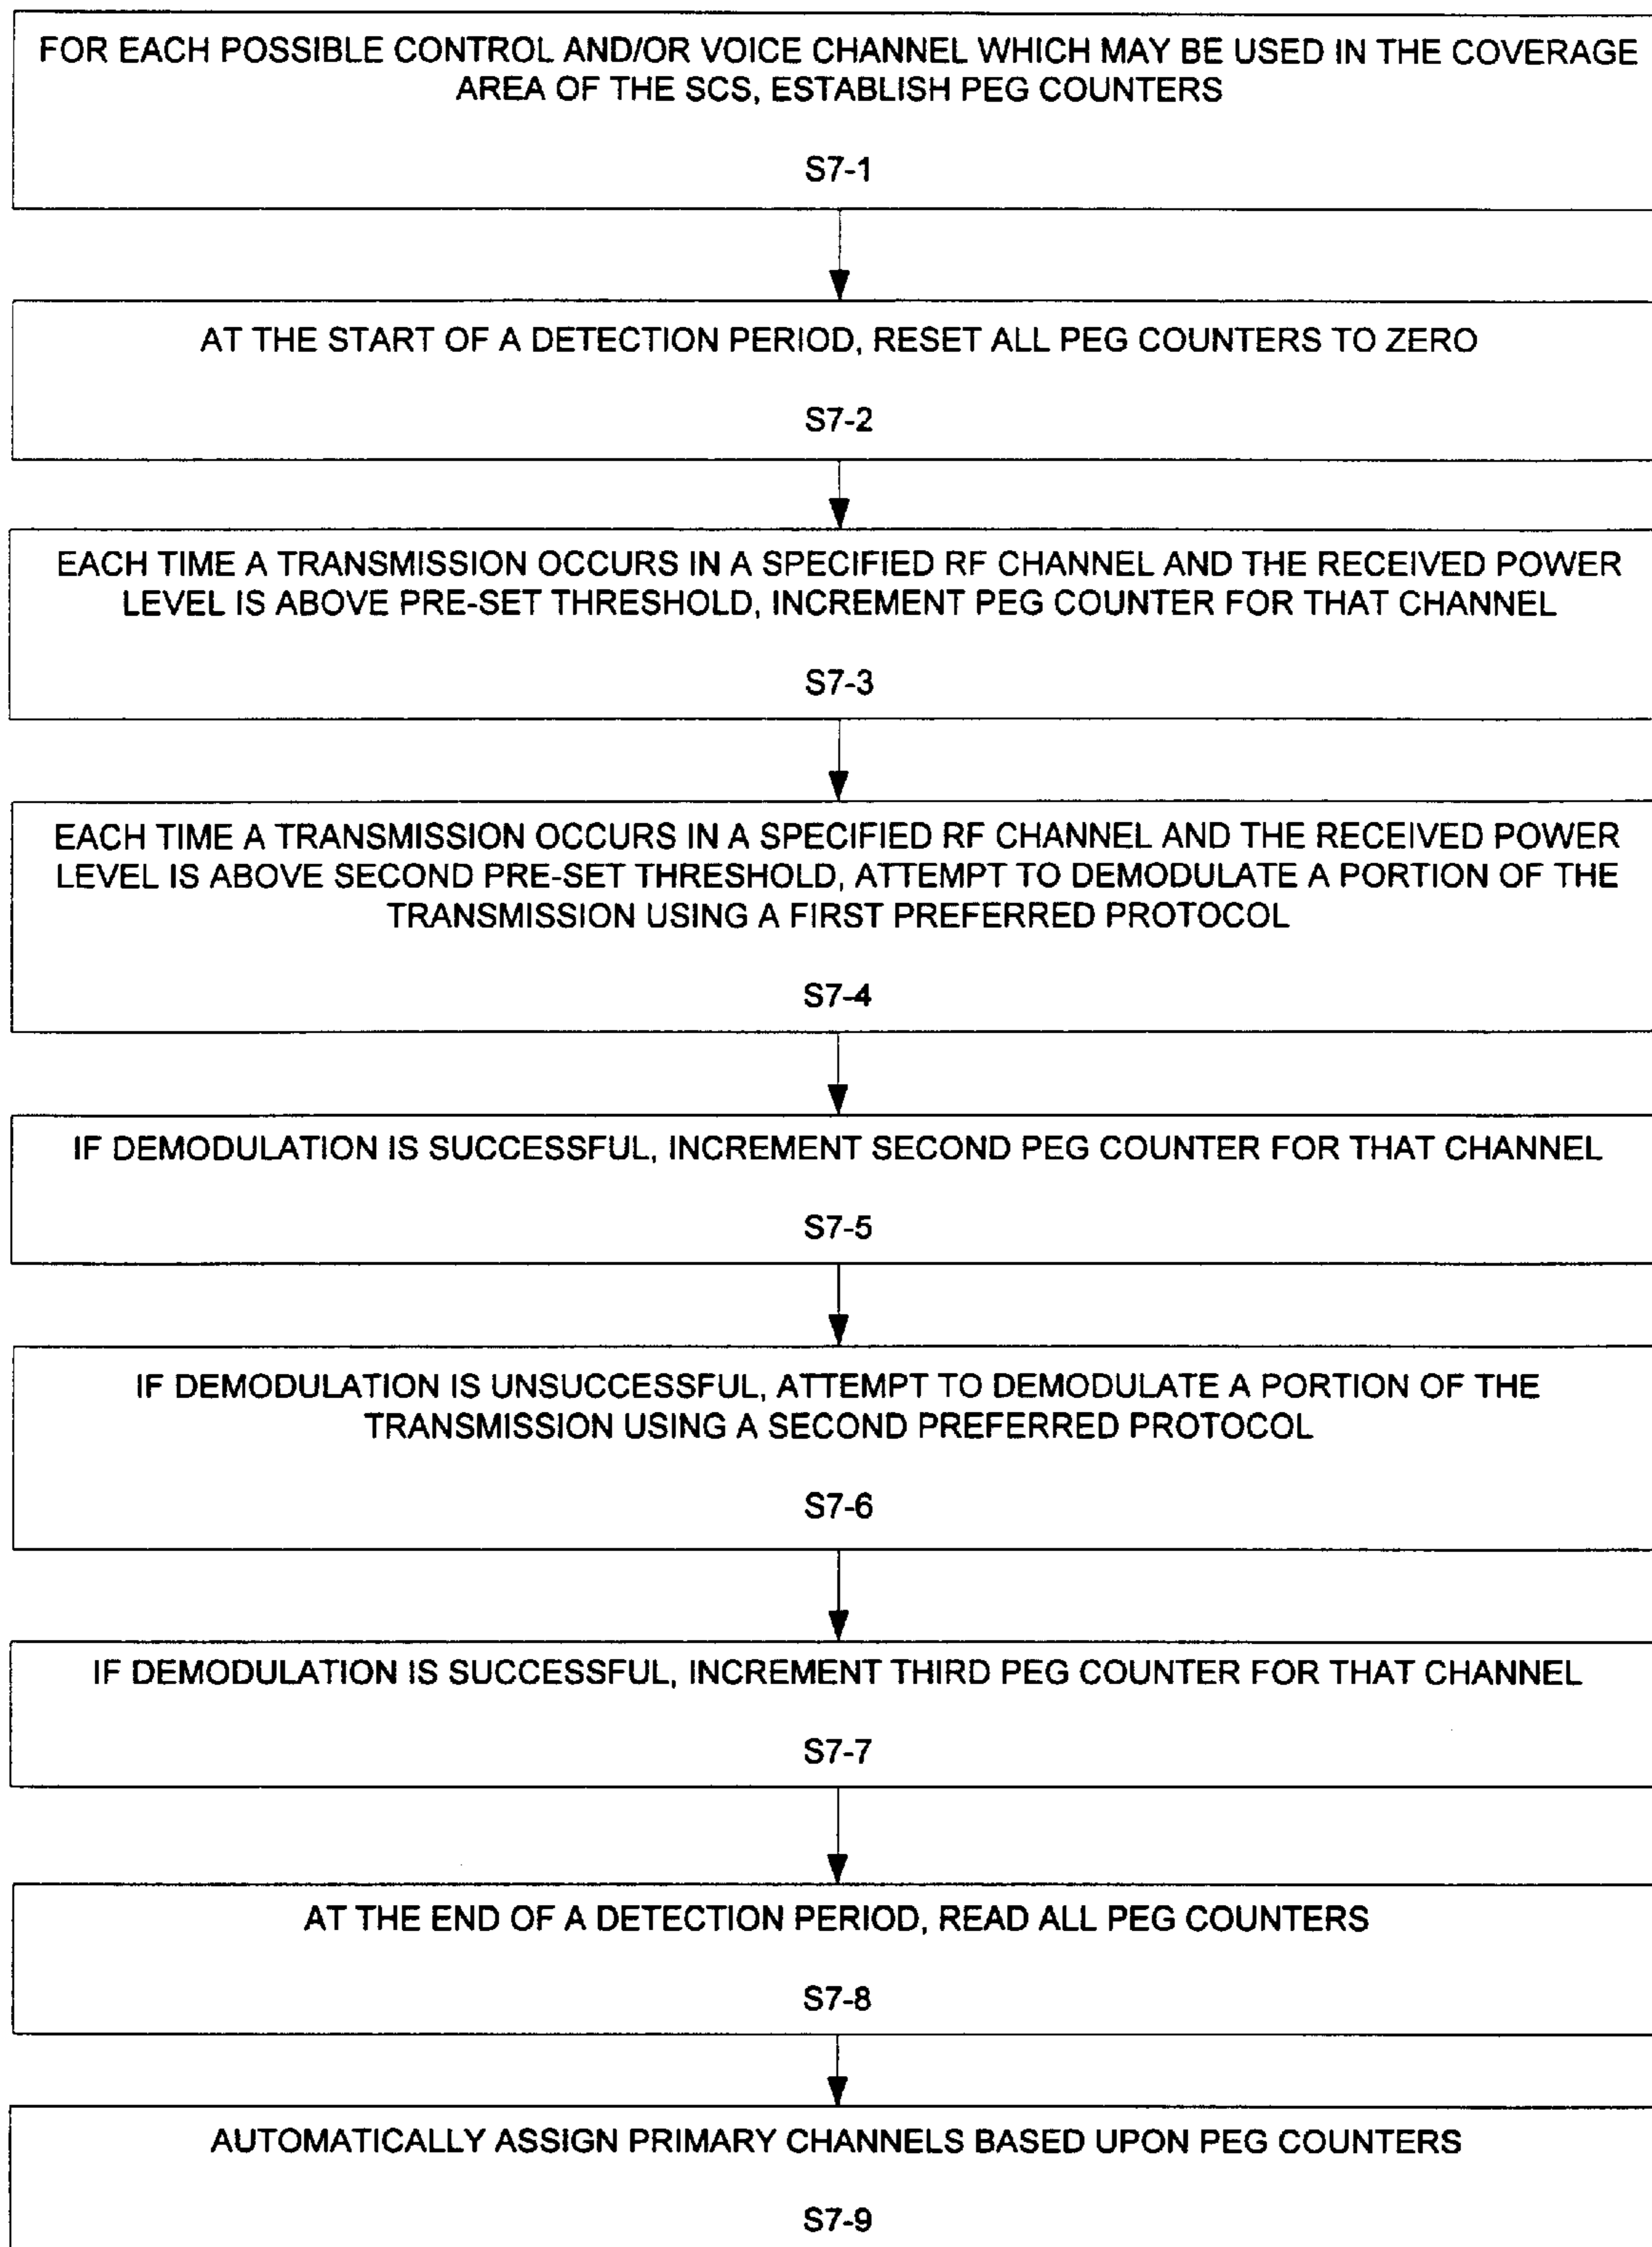 FOR EACH POSSIBLE CONTROL AND/OR VOICE CHANNEL WHICH MAY BE USED IN THE COVERAGE
AREA OF THE SCS, ESTABLISH PEG COUNTERS
S7-1
AT THE START OF A DETECTION PERIOD, RESET ALL PEG COUNTERS TO ZERO
S7-2
EACH TIME A TRANSMISSION OCCURS IN A SPECIFIED RF CHANNEL AND THE RECEIVED POWER
LEVEL IS ABOVE PRE-SET THRESHOLD, INCREMENT PEG COUNTER FOR THAT CHANNEL
S7-3
EACH TIME A TRANSMISSION OCCURS IN A SPECIFIED RF CHANNEL AND THE RECEIVED POWER
LEVEL IS ABOVE SECOND PRE-SET THRESHOLD, ATTEMPT TO DEMODULATE A PORTION OF THE
TRANSMISSION USING A FIRST PREFERRED PROTOCOL
S7-4
IF DEMODULATION IS SUCCESSFUL, INCREMENT SECOND PEG COUNTER FOR THAT CHANNEL
S7-5
IF DEMODULATION IS UNSUCCESSFUL, ATTEMPT TO DEMODULATE A PORTION OF THE
TRANSMISSION USING A SECOND PREFERRED PROTOCOL
S7-6
IF DEMODULATION IS SUCCESSFUL, INCREMENT THIRD PEG COUNTER FOR THAT CHANNEL
S7-7
AT THE END OF A DETECTION PERIOD, READ ALL PEG COUNTERS
S7-8
AUTOMATICALLY ASSIGN PRIMARY CHANNELS BASED UPON PEG COUNTERS
S7-9